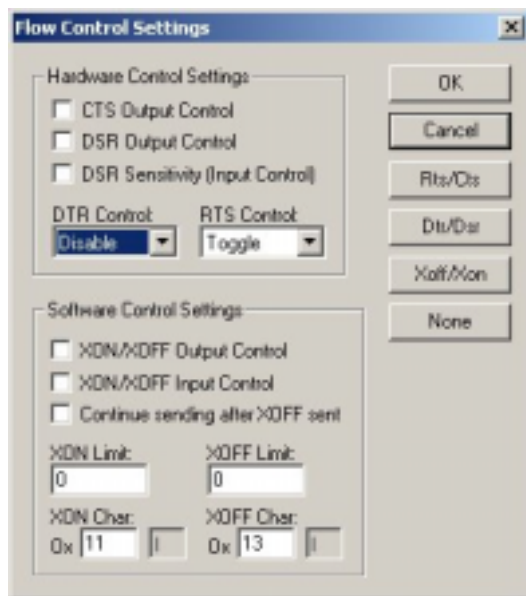 Flow Control Settings
Hardware Control Settings
CTS Output Control
DSR Output Control
DSR Sensitivity (Input Control)
DTR Control: RTS Control:
Disable Toggle
OK
Cancel
Rts/Cts
Dtr/Dsr
Xoff/Xon
None
Software Control Settings
XON/XOFF Output Control
XON/XOFF Input Control
Continue sending after XOFF sent
XON Limit: XOFF Limit:
0 0
XON Char: XOFF Char:
0x 11 0x 13